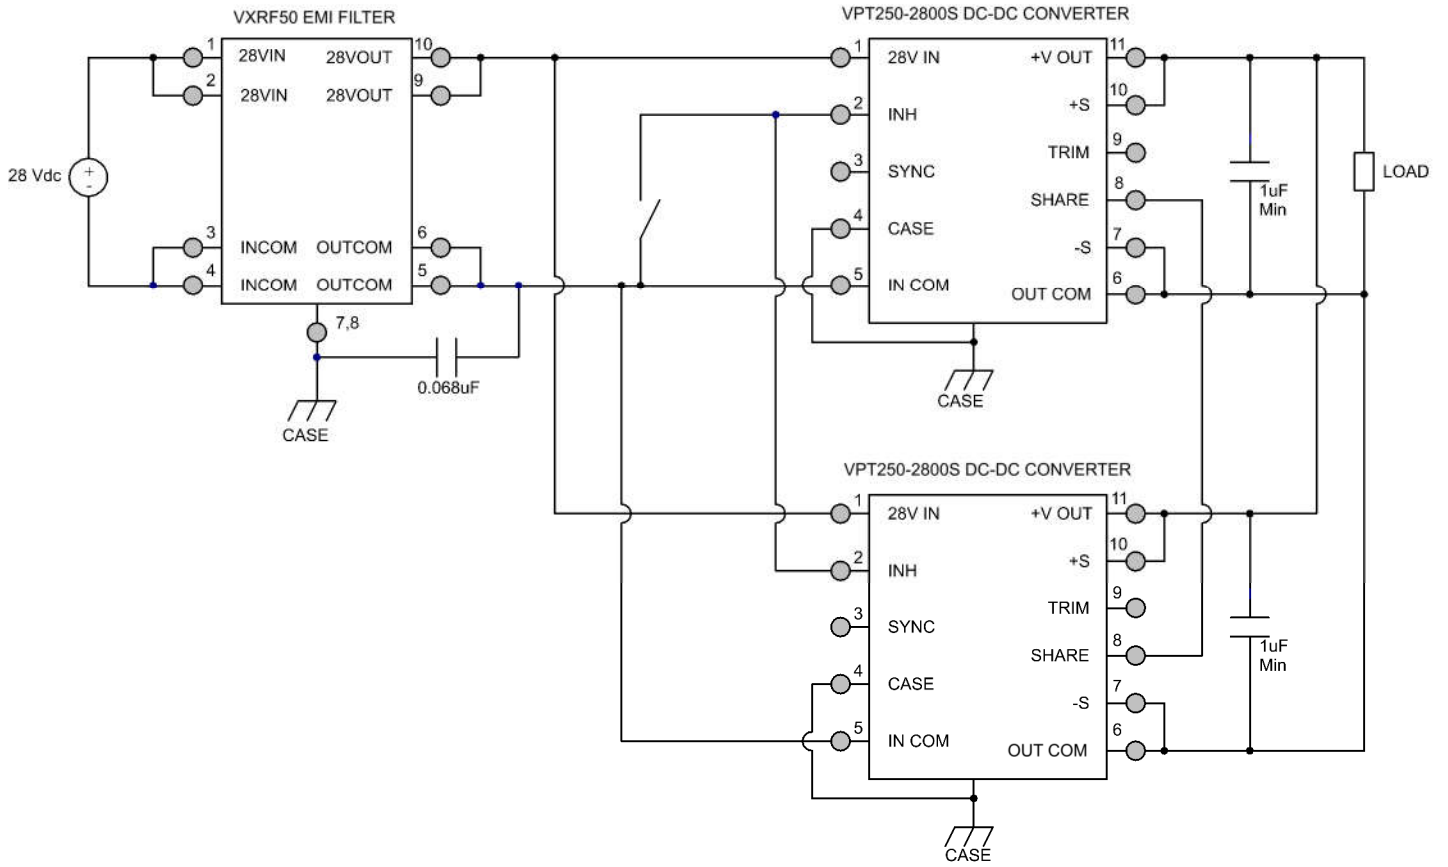 VXRF50 EMI FILTER
1 28VIN 28VOUT 10
2 28VIN 28VOUT 9
28 Vdc + -
3 INCOM OUTCOM 6
4 INCOM OUTCOM 5
7,8
0.068uF
CASE
VPT250-2800S DC-DC CONVERTER
1 28V IN +V OUT 11
+S 10
2 INH
TRIM 9
3 SYNC
SHARE 8
4 CASE
-S 7
5 IN COM
OUT COM 6
1uF
Min
LOAD
CASE
VPT250-2800S DC-DC CONVERTER
1 28V IN +V OUT 11
+S 10
2 INH
TRIM 9
3 SYNC
SHARE 8
4 CASE
-S 7
5 IN COM
OUT COM 6
1uF
Min
CASE